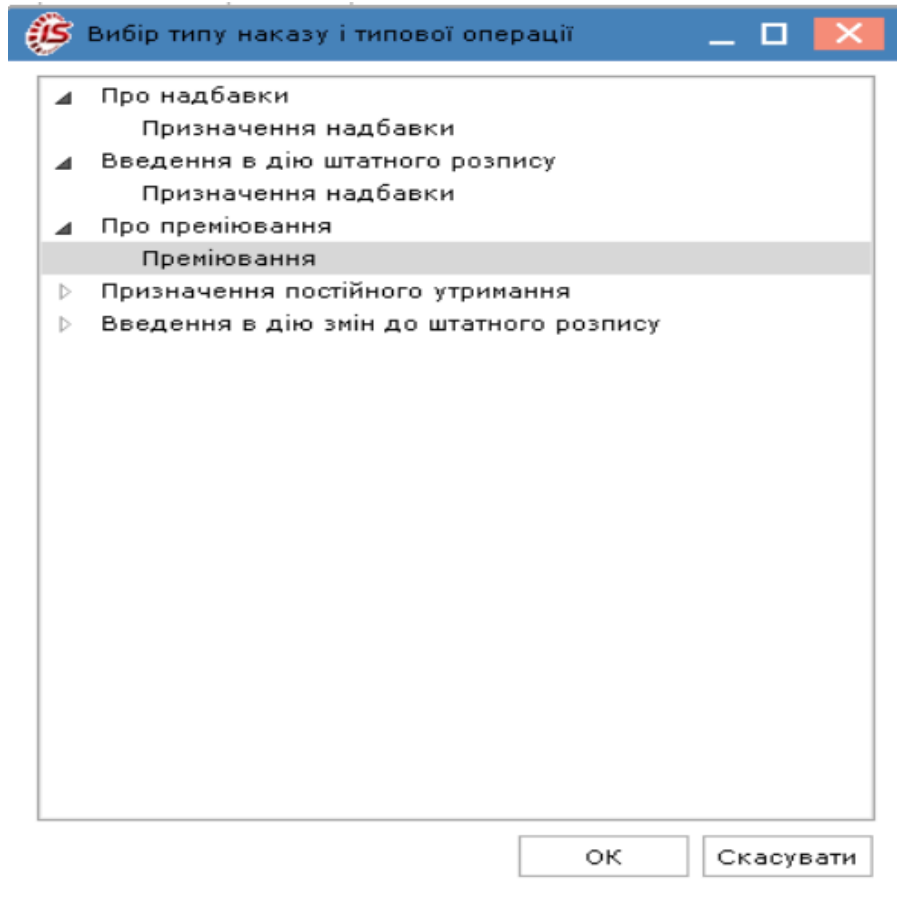 IS Вибір типу наказу і типової операції
Про надбавки
Призначення надбавки
Введення в дію штатного розпису
Призначення надбавки
Про преміювання
Преміювання
Призначення постійного утримання
Введення в дію змін до штатного розпису
ОК Скасувати